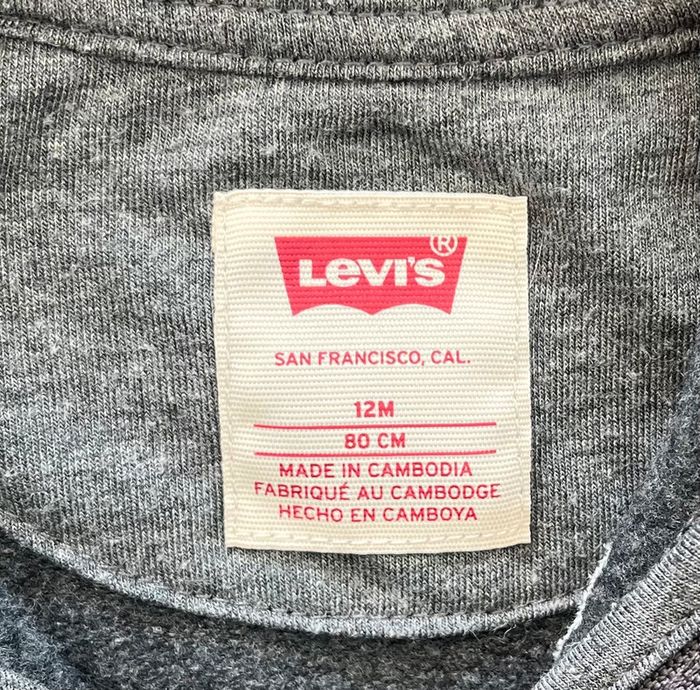 Levi's ®
SAN FRANCISCO, CAL.
12M
80 CM
MADE IN CAMBODIA
FABRIQUÉ AU CAMBODGE
HECHO EN CAMBOYA